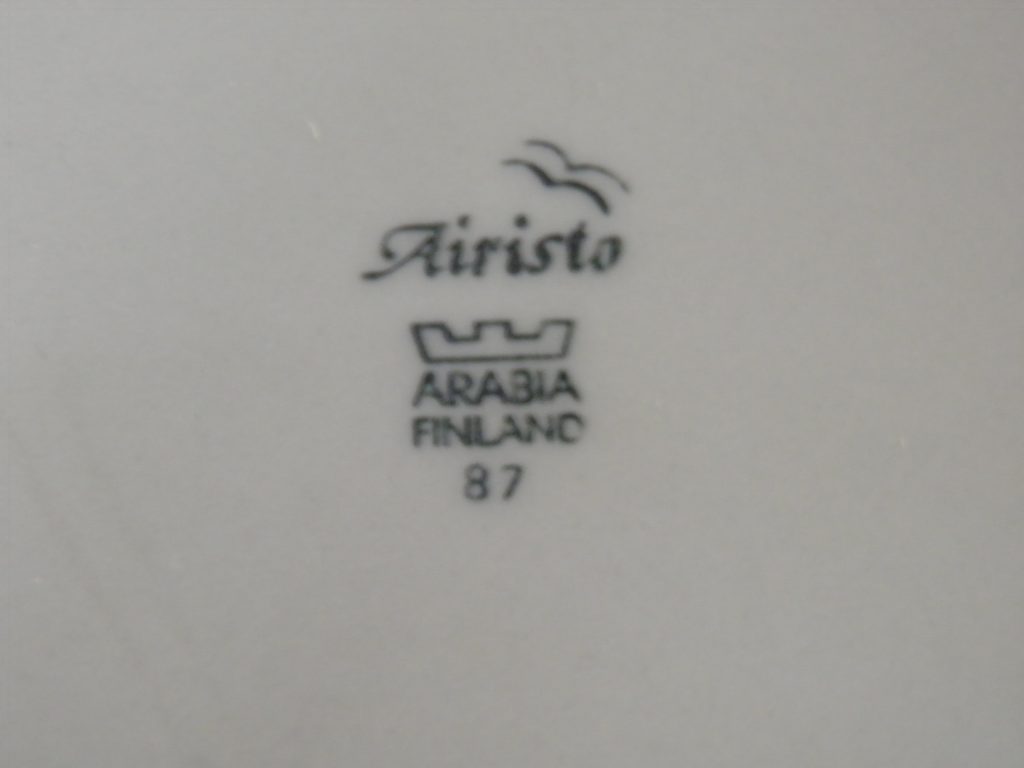 Airisto
ARABIA
FINLAND
87